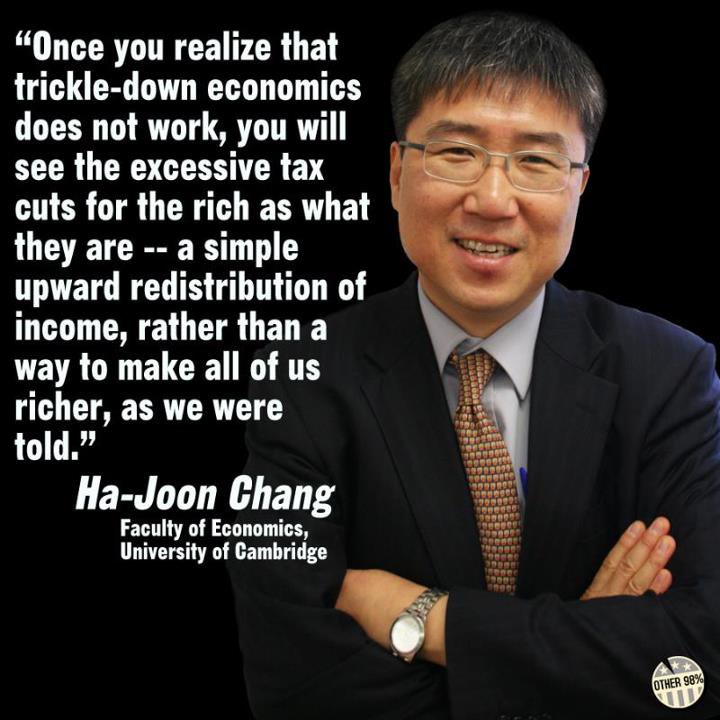 “Once you realize that
trickle-down economics
does not work, you will
see the excessive tax
cuts for the rich as what
they are -- a simple
upward redistribution of
income, rather than a
way to make all of us
richer, as we were
told.”
Ha-Joon Chang
Faculty of Economics,
University of Cambridge
OTHER 98%